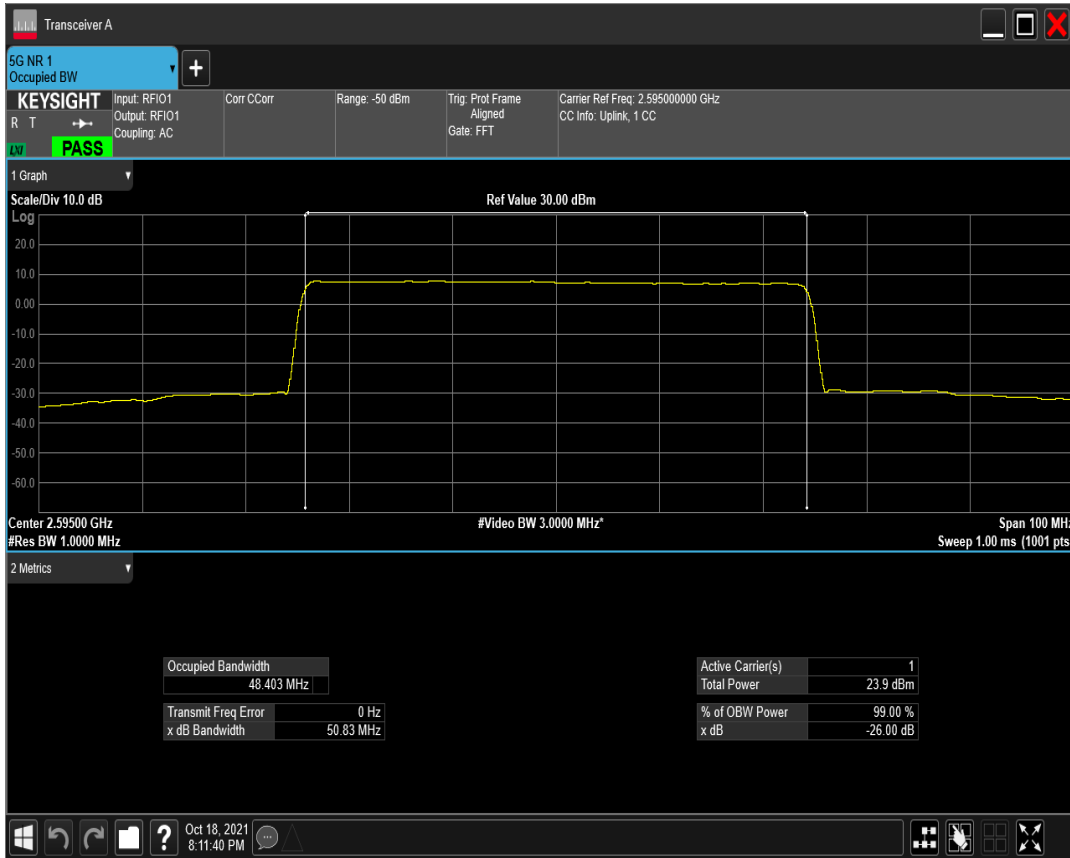 Transceiver A
5G NR 1
Occupied BW
KEYSIGHT
R T
LXI
PASS
Input: RFIO1
Output: RFIO1
Coupling: AC
Corr CCorr
Range: -50 dBm
Trig: Prot Frame
Aligned
Gate: FFT
Carrier Ref Freq: 2.595000000 GHz
CC Info: Uplink, 1 CC
1 Graph
Scale/Div 10.0 dB
Ref Value 30.00 dBm
Log
20.0
10.0
0.00
-10.0
-20.0
-30.0
-40.0
-50.0
-60.0
Center 2.59500 GHz
#Video BW 3.0000 MHz*
Span 100 MHz
#Res BW 1.0000 MHz
Sweep 1.00 ms (1001 pts
2 Metrics
Occupied Bandwidth
48.403 MHz
Transmit Freq Error 0 Hz
x dB Bandwidth 50.83 MHz
Active Carrier(s) 1
Total Power 23.9 dBm
% of OBW Power 99.00 %
x dB -26.00 dB
?
Oct 18, 2021
8:11:40 PM